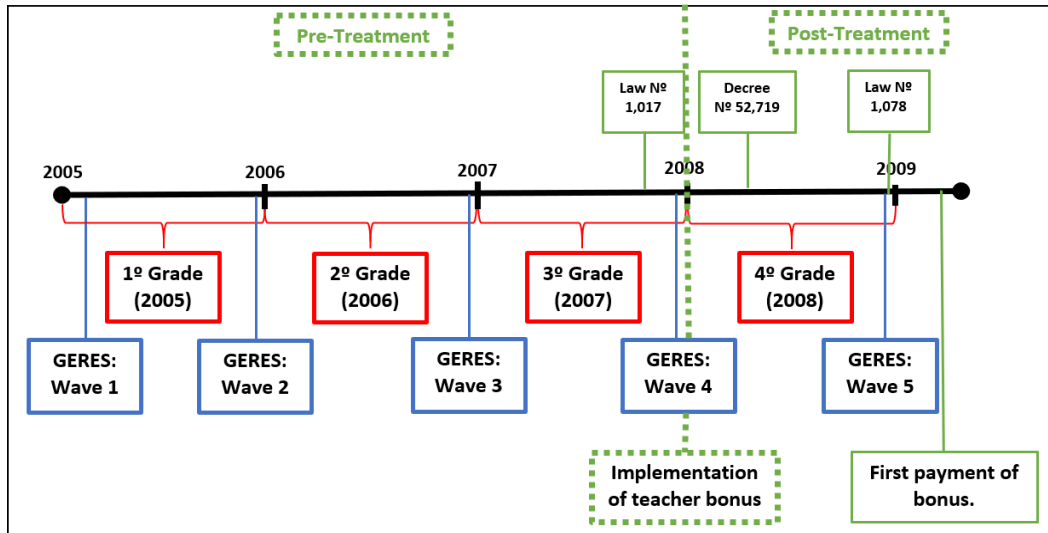 Pre-Treatment
Post-Treatment
Law Nº
1,017
Decree
Nº 52,719
Law Nº
1,078
2005
2006
2007
2008
2009
1º Grade
(2005)
2º Grade
(2006)
3º Grade
(2007)
4º Grade
(2008)
GERES:
Wave 1
GERES:
Wave 2
GERES:
Wave 3
GERES:
Wave 4
GERES:
Wave 5
Implementation
of teacher bonus
First payment of
bonus.